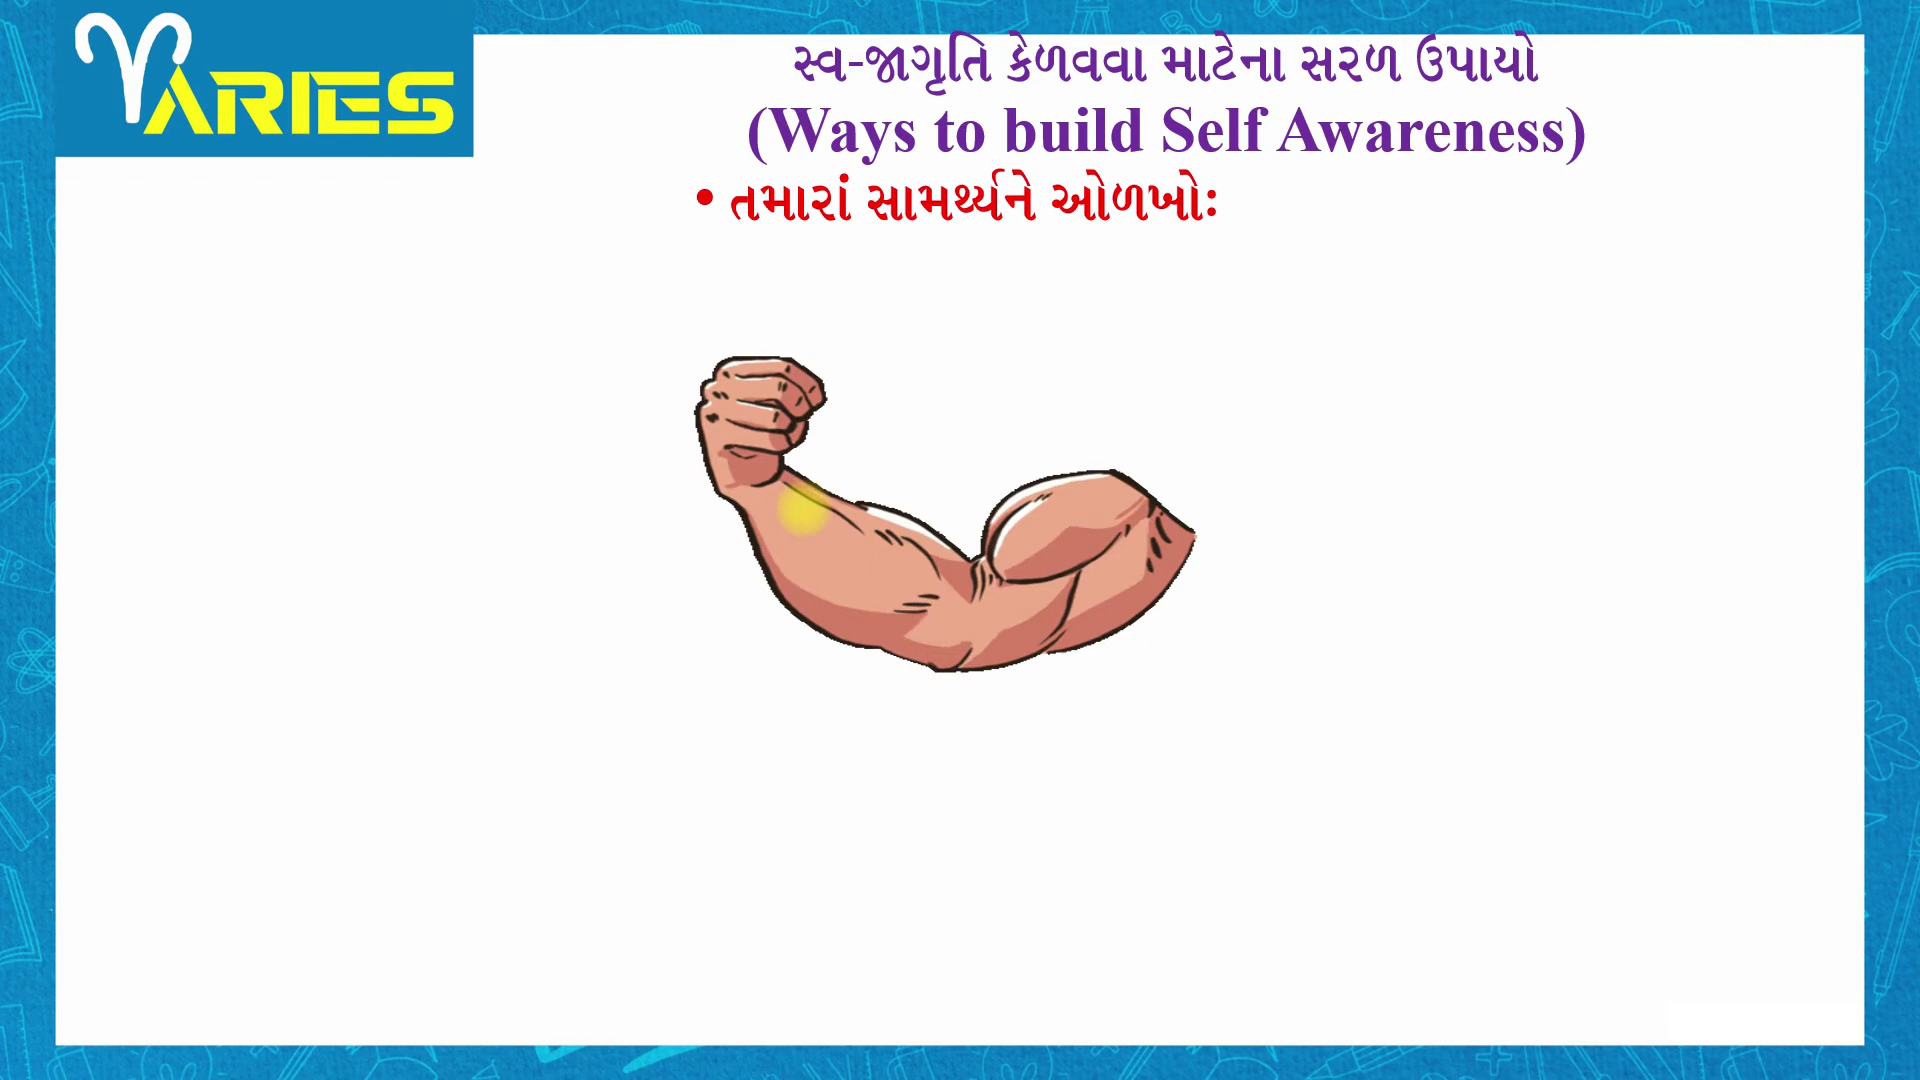 ARIES
સ્વ-જાગૃતિ કેળવવા માટેના સરળ ઉપાયો
(Ways to build Self Awareness)
• તમારાં સામર્થ્યને ઓળખોઃ